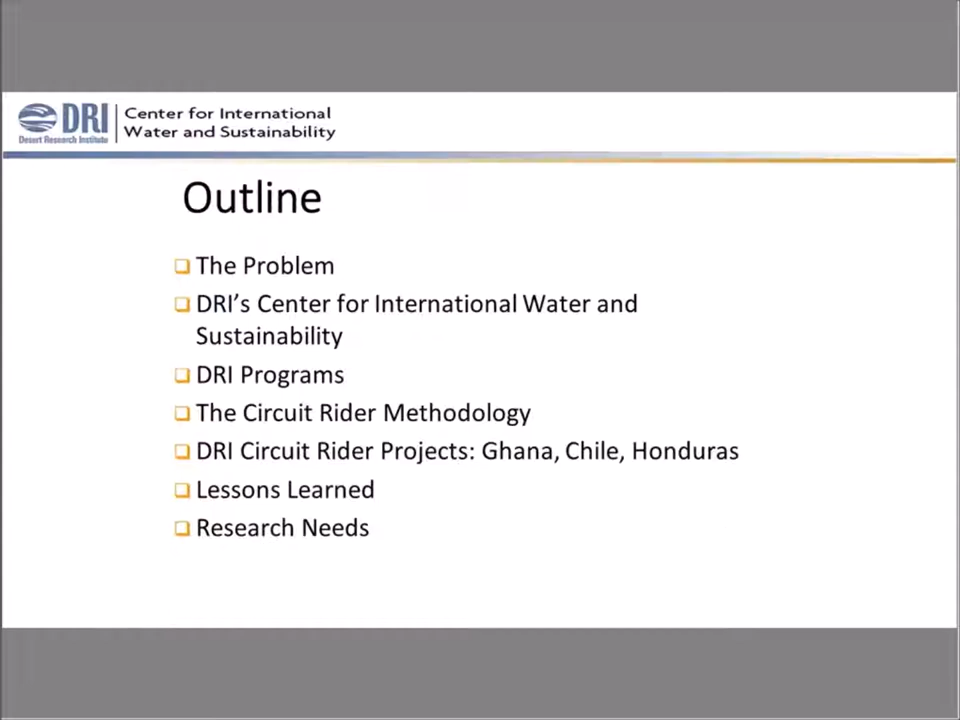 DRI
Desert Research Institute
Center for International
Water and Sustainability
Outline
The Problem
DRI’s Center for International Water and
Sustainability
DRI Programs
The Circuit Rider Methodology
DRI Circuit Rider Projects: Ghana, Chile, Honduras
Lessons Learned
Research Needs